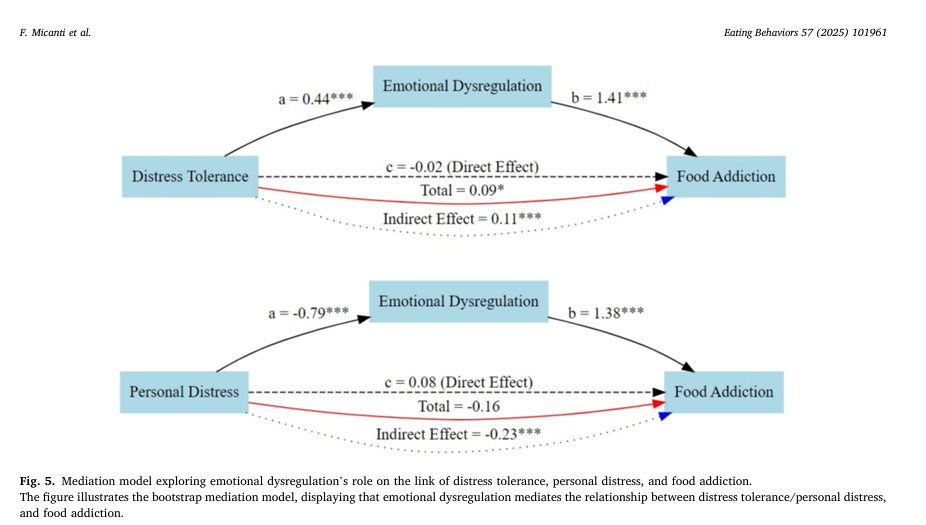 F. Micanti et al.
Eating Behaviors 57 (2025) 101961
Emotional Dysregulation
a = 0.44***
b = 1.41***
Distress Tolerance
c = -0.02 (Direct Effect)
Food Addiction
Total = 0.09*
Indirect Effect = 0.11***
Emotional Dysregulation
a = -0.79***
b = 1.38***
Personal Distress
c = 0.08 (Direct Effect)
Food Addiction
Total = -0.16
Indirect Effect = -0.23***
Fig. 5. Mediation model exploring emotional dysregulation's role on the link of distress tolerance, personal distress, and food addiction.
The figure illustrates the bootstrap mediation model, displaying that emotional dysregulation mediates the relationship between distress tolerance/personal distress,
and food addiction.